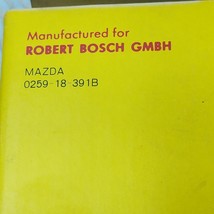 Manufactured for
ROBERT BOSCH GMBH
MAZDA
0259-18 391B